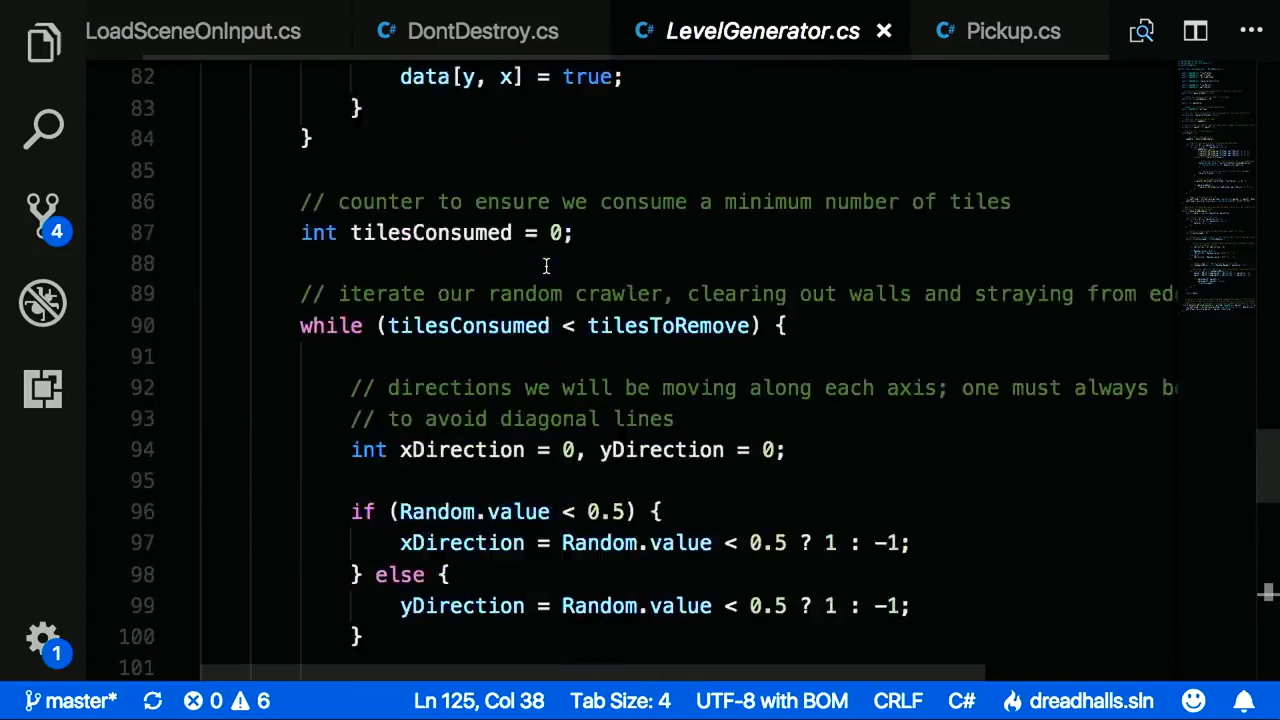 LoadSceneOnInput.cs
C# DontDestroy.cs
C# LevelGenerator.cs
C# Pickup.cs
82 data[y, x] = true;
83 }
84 }
85
86 // counter to ensure we consume a minimum number of tiles
87 int tilesConsumed = 0;
88
89 // iterate our random crawler, clearing out walls and straying from
90 while (tilesConsumed < tilesToRemove) {
91
92 // directions we will be moving along each axis; one must always
93 // to avoid diagonal lines
94 int xDirection = 0, yDirection = 0;
95
96 if (Random.value < 0.5) {
97 xDirection = Random.value < 0.5 ? 1 : -1;
98 } else {
99 yDirection = Random.value < 0.5 ? 1 : -1;
100 }
101
4
1
master* 0 6 Ln 125, Col 38 Tab Size: 4 UTF-8 with BOM CRLF C# dreadhalls.sln